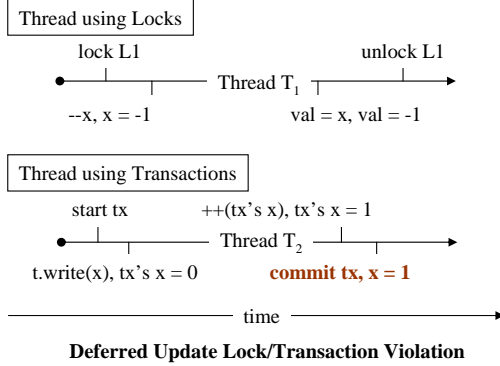 Thread using Locks
lock L1
unlock L1
Thread T1
--x, x = -1
val = x, val = -1
Thread using Transactions
start tx
++(tx's x), tx's x = 1
Thread T2
t.write(x), tx's x = 0
commit tx, x = 1
time
Deferred Update Lock/Transaction Violation